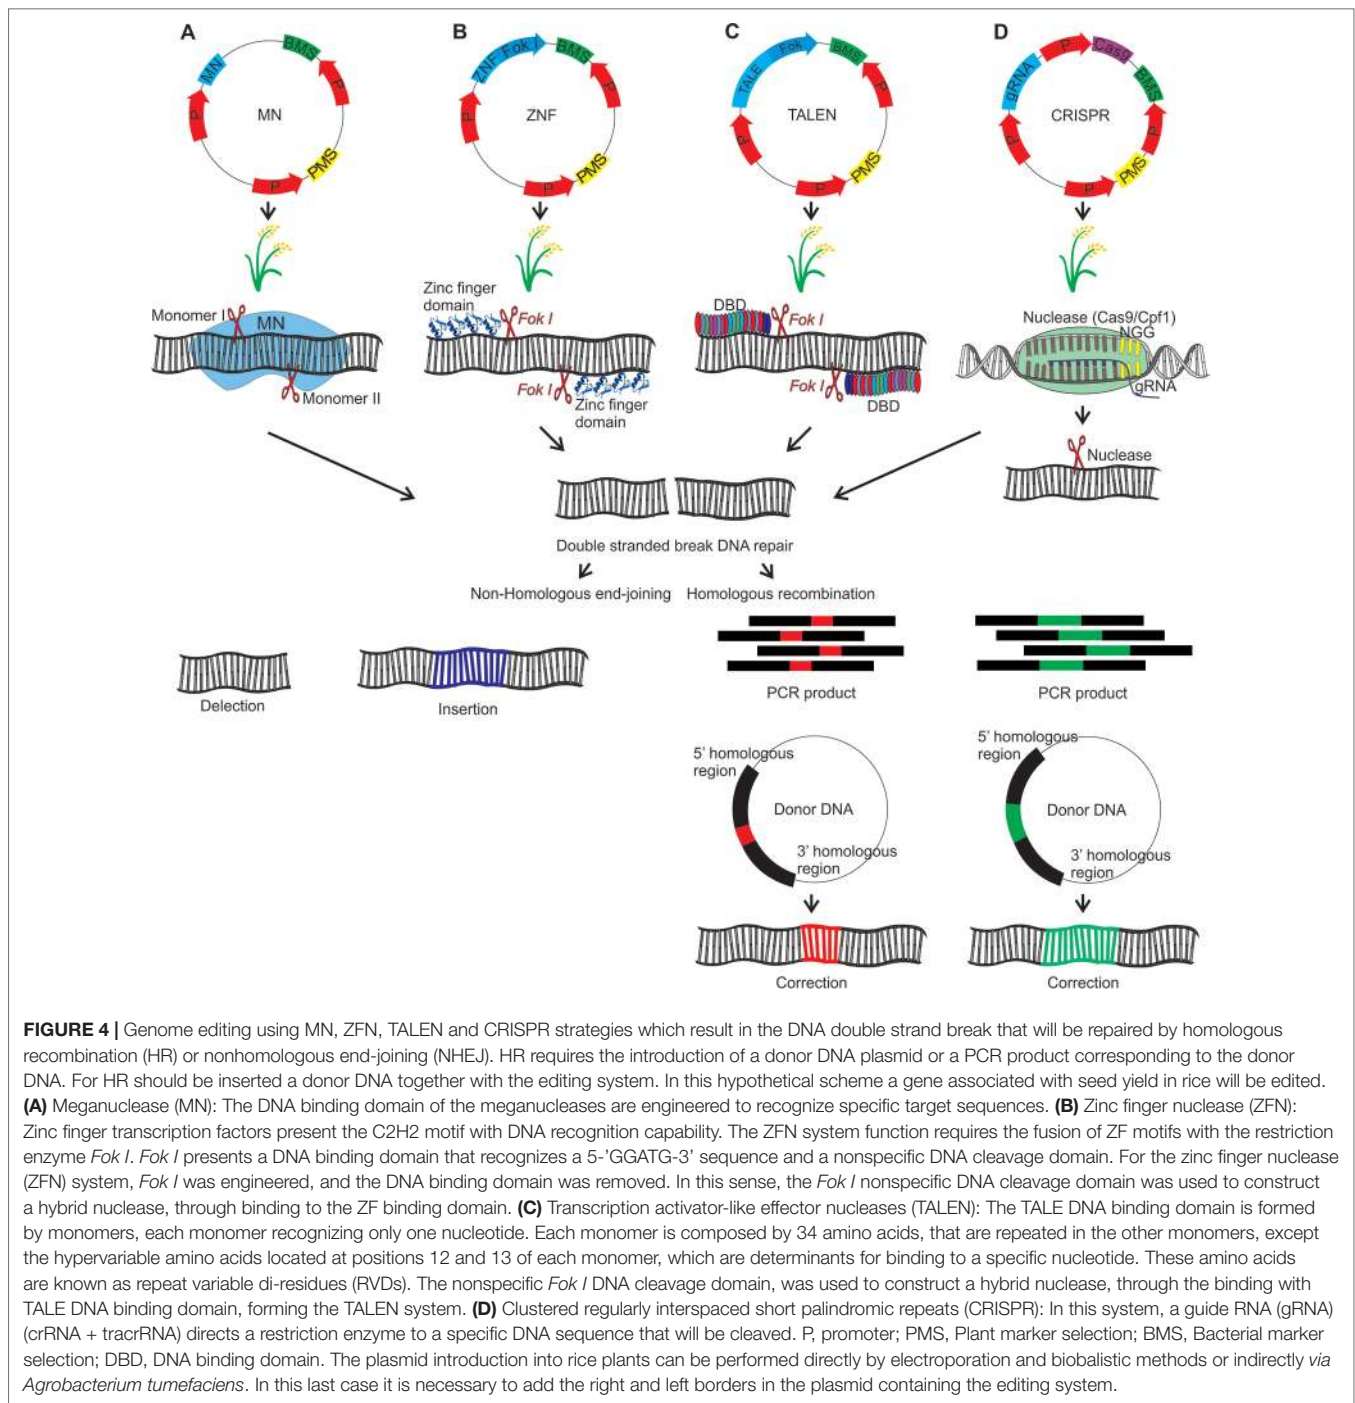 A
B
C
D
MN
BMS
P
P
P
PMS
MN
ZNF Fok I
BMS
P
P
P
PMS
ZNF
TALE Fok I
BMS
P
P
P
PMS
TALEN
gRNA
P
Cas9
BMS
P
P
P
PMS
CRISPR
Monomer I
MN
Monomer II
Zinc finger
domain
Fok I
Fok I
Zinc finger
domain
DBD
Fok I
Fok I
DBD
Nuclease (Cas9/Cpf1)
NGG
gRNA
Nuclease
Double stranded break DNA repair
Non-Homologous end-joining
Homologous recombination
Delection
Insertion
PCR product
PCR product
5' homologous
region
Donor DNA
3' homologous
region
5' homologous
region
Donor DNA
3' homologous
region
Correction
Correction
FIGURE 4 | Genome editing using MN, ZFN, TALEN and CRISPR strategies which result in the DNA double strand break that will be repaired by homologous
recombination (HR) or nonhomologous end-joining (NHEJ). HR requires the introduction of a donor DNA plasmid or a PCR product corresponding to the donor
DNA. For HR should be inserted a donor DNA together with the editing system. In this hypothetical scheme a gene associated with seed yield in rice will be edited.
(A) Meganuclease (MN): The DNA binding domain of the meganucleases are engineered to recognize specific target sequences. (B) Zinc finger nuclease (ZFN):
Zinc finger transcription factors present the C2H2 motif with DNA recognition capability. The ZFN system function requires the fusion of ZF motifs with the restriction
enzyme Fok I. Fok I presents a DNA binding domain that recognizes a 5-'GGATG-3' sequence and a nonspecific DNA cleavage domain. For the zinc finger nuclease
(ZFN) system, Fok I was engineered, and the DNA binding domain was removed. In this sense, the Fok I nonspecific DNA cleavage domain was used to construct
a hybrid nuclease, through binding to the ZF binding domain. (C) Transcription activator-like effector nucleases (TALEN): The TALE DNA binding domain is formed
by monomers, each monomer recognizing only one nucleotide. Each monomer is composed by 34 amino acids, that are repeated in the other monomers, except
the hypervariable amino acids located at positions 12 and 13 of each monomer, which are determinants for binding to a specific nucleotide. These amino acids
are known as repeat variable di-residues (RVDs). The nonspecific Fok I DNA cleavage domain, was used to construct a hybrid nuclease, through the binding with
TALE DNA binding domain, forming the TALEN system. (D) Clustered regularly interspaced short palindromic repeats (CRISPR): In this system, a guide RNA (gRNA)
(crRNA + tracrRNA) directs a restriction enzyme to a specific DNA sequence that will be cleaved. P, promoter; PMS, Plant marker selection; BMS, Bacterial marker
selection; DBD, DNA binding domain. The plasmid introduction into rice plants can be performed directly by electroporation and biobalistic methods or indirectly via
Agrobacterium tumefaciens. In this last case it is necessary to add the right and left borders in the plasmid containing the editing system.